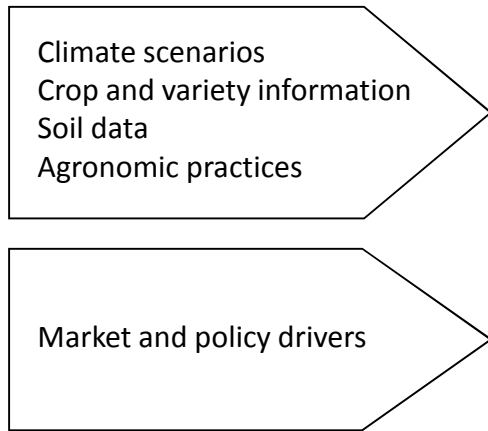 Climate scenarios
Crop and variety information
Soil data
Agronomic practices
Market and policy drivers